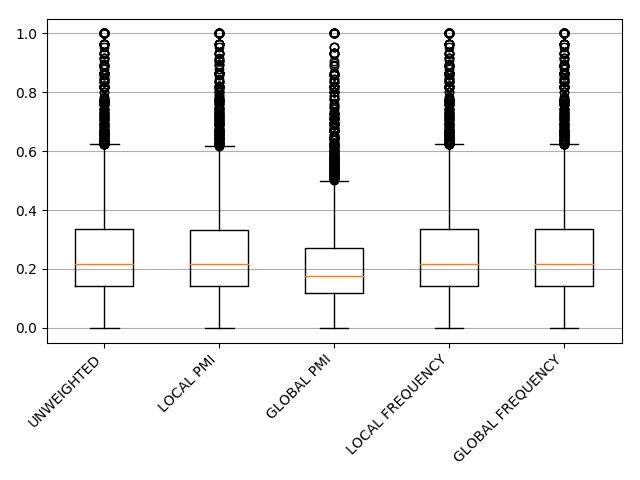 1.0
0.8
0.6
0.4
0.2
0.0
UNWEIGHTED
LOCAL PMI
GLOBAL PMI
LOCAL FREQUENCY
GLOBAL FREQUENCY